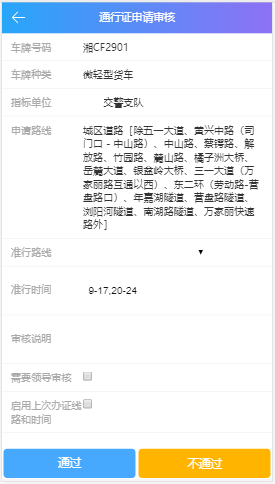 通行证申请审核
车牌号码 湘CF2901
车牌种类 微轻型货车
指标单位 交警支队
申请路线 城区道路［除五一大道、黄兴中路（司
门口－中山路）、中山路、蔡锷路、解
放路、竹园路、麓山路、橘子洲大桥、
岳麓大道、银盆岭大桥、三一大道（万
家丽路互通以西）、东二环（劳动路-营
盘路口）、年嘉湖隧道、营盘路隧道、
浏阳河隧道、南湖路隧道、万家丽快速
路外］
准行路线
准行时间 9-17,20-24
审核说明
需要领导审核
启用上次办证线
路和时间
通过 不通过